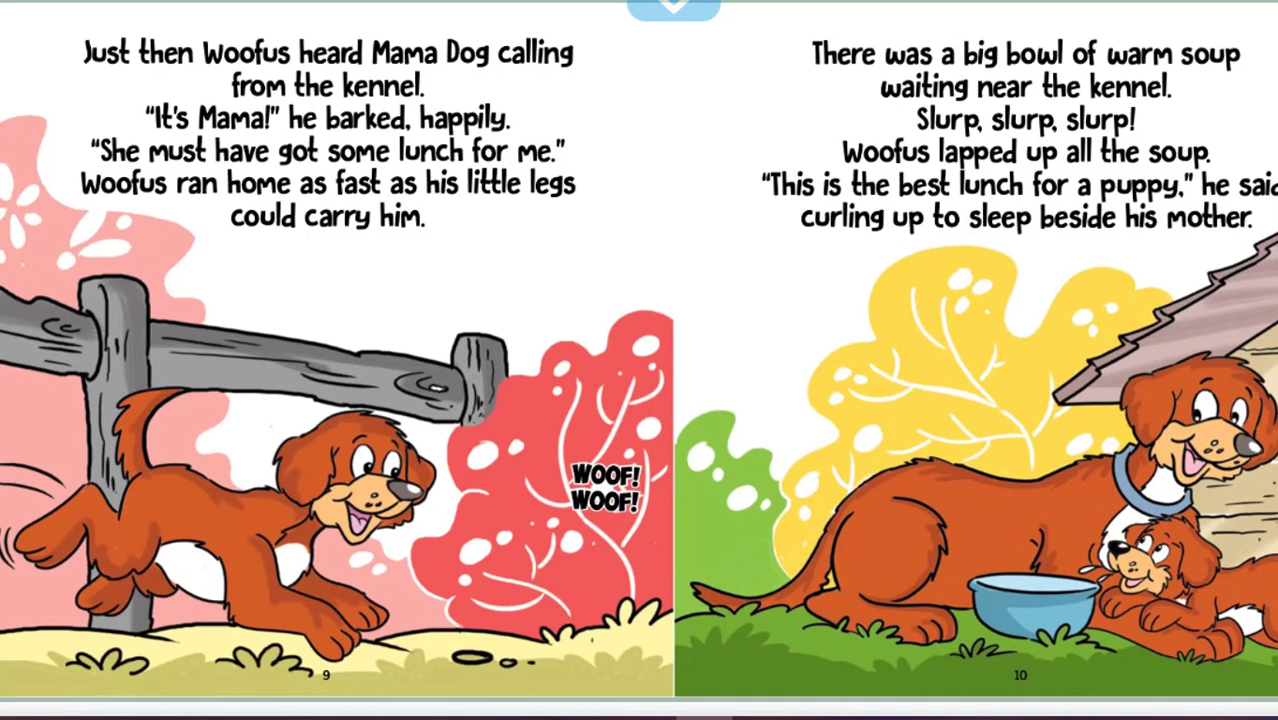 Just then Woofus heard Mama Dog calling
from the kennel.
"It's Mama!" he barked, happily.
"She must have got some lunch for me."
Woofus ran home as fast as his little legs
could carry him.
WOOF!
WOOF!
9
There was a big bowl of warm soup
waiting near the kennel.
Slurp, slurp, slurp!
Woofus lapped up all the soup.
"This is the best lunch for a puppy," he
curling up to sleep beside his mother.
10